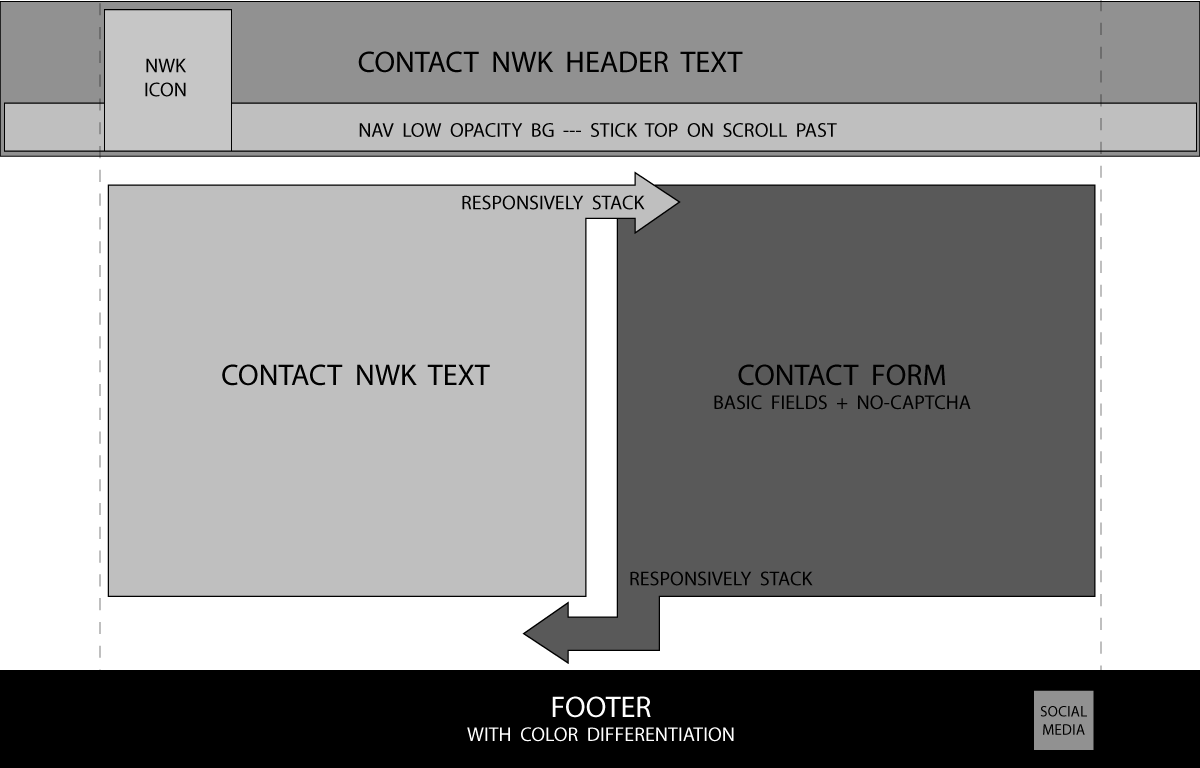 NWK
ICON
CONTACT NWK HEADER TEXT
NAV LOW OPACITY BG --- STICK TOP ON SCROLL PAST
RESPONSIVELY STACK
CONTACT NWK TEXT
CONTACT FORM
BASIC FIELDS + NO-CAPTCHA
RESPONSIVELY STACK
FOOTER
WITH COLOR DIFFERENTIATION
SOCIAL
MEDIA